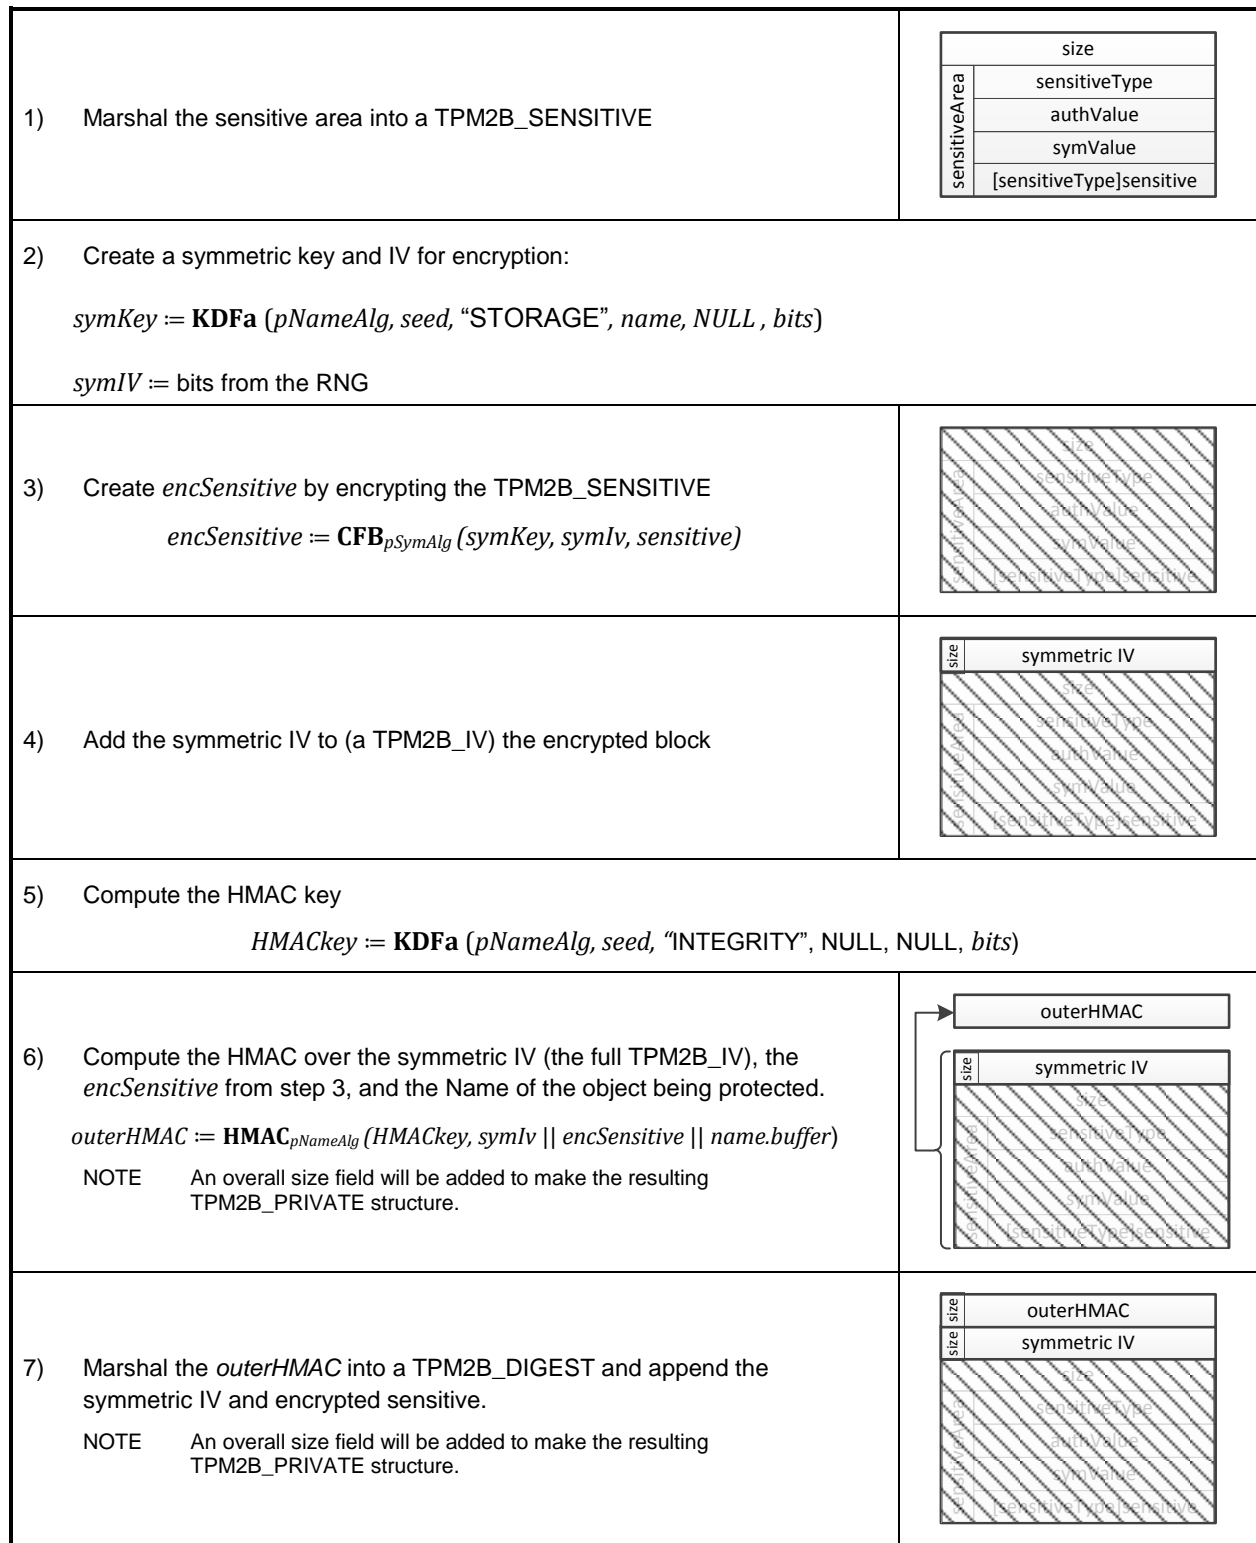 size
sensitiveArea
sensitiveType
authValue
symValue
[sensitiveType]sensitive
1) Marshal the sensitive area into a TPM2B_SENSITIVE
2) Create a symmetric key and IV for encryption:
symKey ≔ KDFa (pNameAlg, seed, “STORAGE”, name, NULL , bits)
symIV ≔ bits from the RNG
3) Create encSensitive by encrypting the TPM2B_SENSITIVE
encSensitive ≔ CFBpSymAlg (symKey, symIv, sensitive)
size
sensitiveArea
sensitiveType
authValue
symValue
[sensitiveType]sensitive
4) Add the symmetric IV to (a TPM2B_IV) the encrypted block
size
symmetric IV
size
sensitiveArea
sensitiveType
authValue
symValue
[sensitiveType]sensitive
5) Compute the HMAC key
HMACkey ≔ KDFa (pNameAlg, seed, “INTEGRITY”, NULL, NULL, bits)
6) Compute the HMAC over the symmetric IV (the full TPM2B_IV), the
encSensitive from step 3, and the Name of the object being protected.
outerHMAC ≔ HMACpNameAlg (HMACkey, symIv || encSensitive || name.buffer)
NOTE An overall size field will be added to make the resulting
TPM2B_PRIVATE structure.
outerHMAC
size
symmetric IV
size
sensitiveArea
sensitiveType
authValue
symValue
[sensitiveType]sensitive
7) Marshal the outerHMAC into a TPM2B_DIGEST and append the
symmetric IV and encrypted sensitive.
NOTE An overall size field will be added to make the resulting
TPM2B_PRIVATE structure.
size
outerHMAC
size
symmetric IV
size
sensitiveArea
sensitiveType
authValue
symValue
[sensitiveType]sensitive